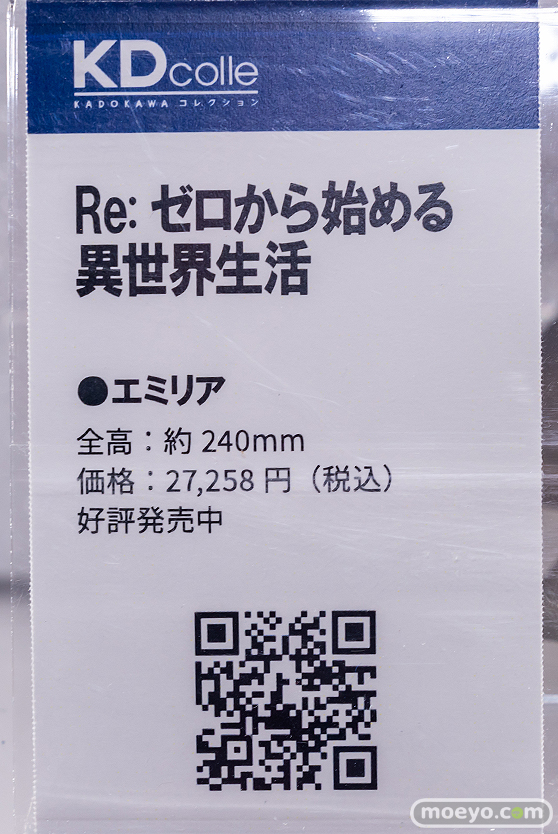 KDcolle
KADOKAWA コレクション
Re: ゼロから始める
異世界生活
●エミリア
全高：約 240mm
価格：27,258 円（税込）
好評発売中
moeyo.com